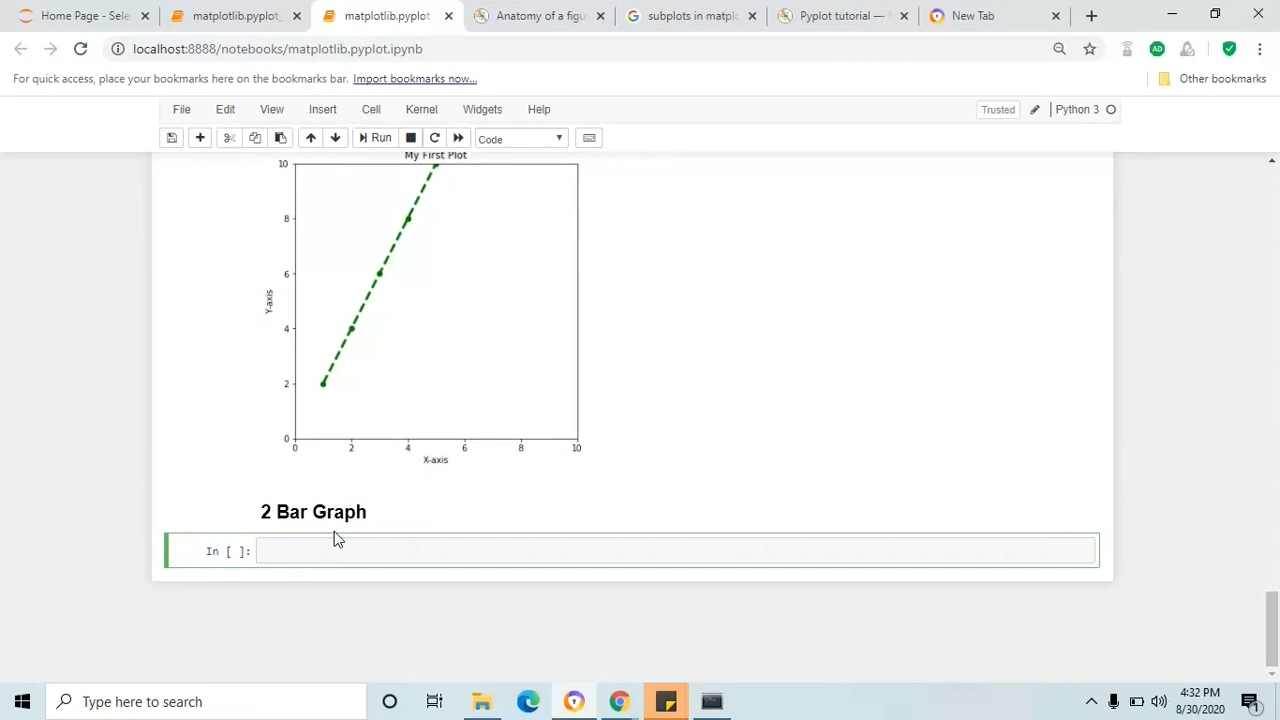 Home Page - Sele
matplotlib.pyplot_
matplotlib.pyplot
Anatomy of a figu
subplots in matpl
Pyplot tutorial —
New Tab
localhost:8888/notebooks/matplotlib.pyplot.ipynb
For quick access, place your bookmarks here on the bookmarks bar. Import bookmarks now...
Other bookmarks
File Edit View Insert Cell Kernel Widgets Help
Trusted
Python 3
Run
Code
My First Plot
10
8
6
4
2
0
Y-axis
0 2 4 6 8 10
X-axis
2 Bar Graph
In [ ]:
Type here to search
4:32 PM
8/30/2020
1